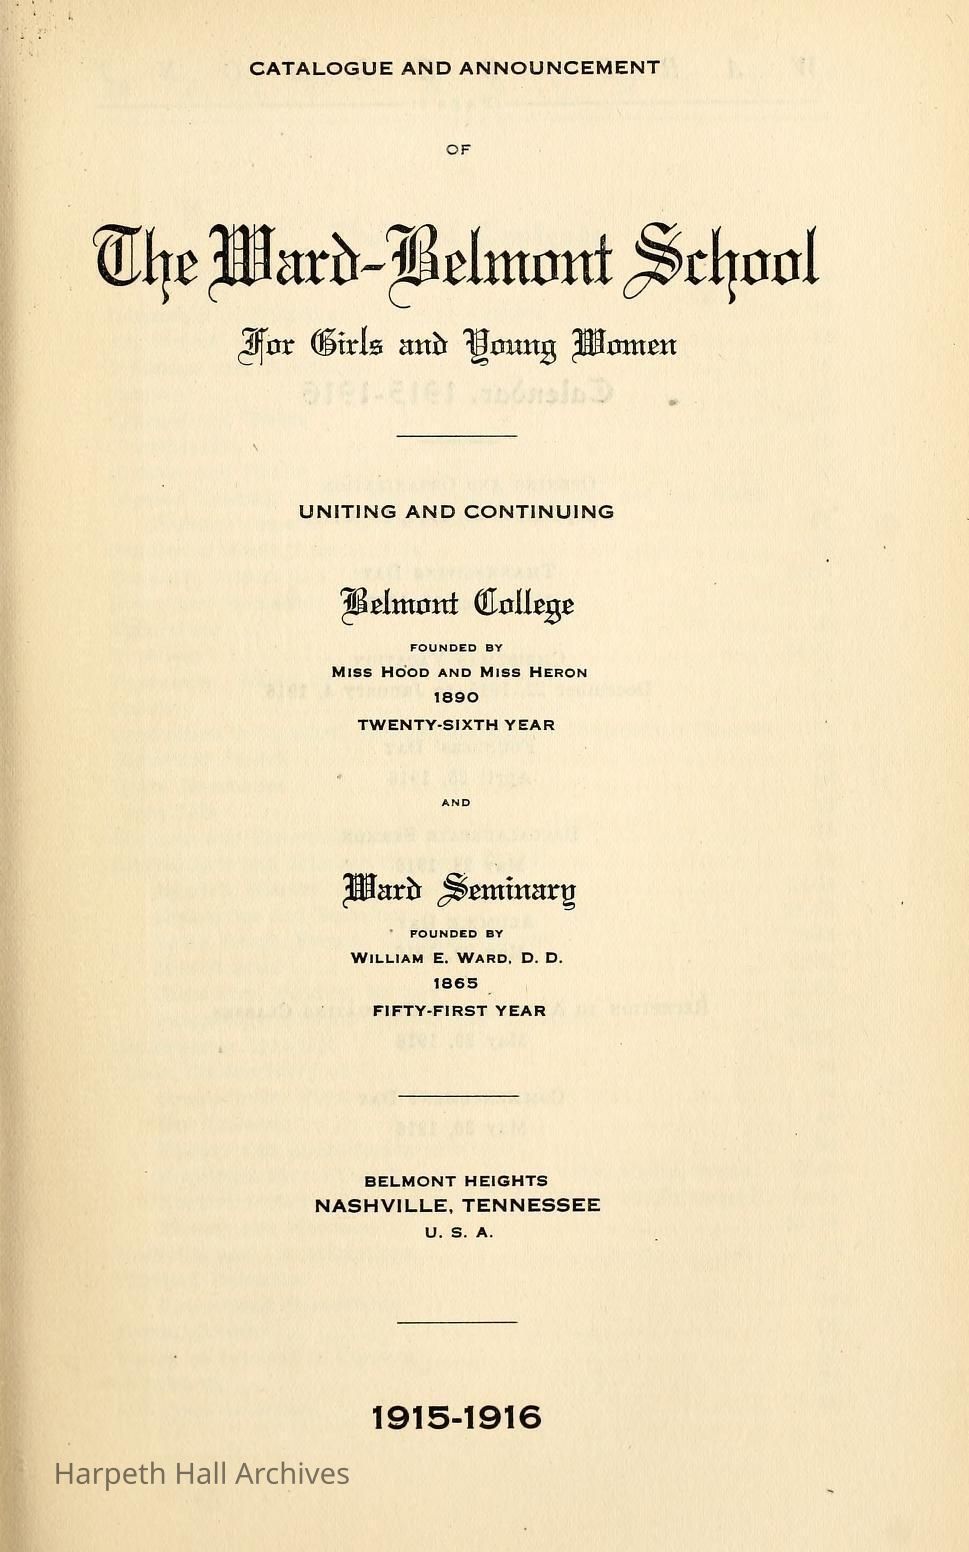 CATALOGUE AND ANNOUNCEMENT
OF
The Ward-Belmont School
For Girls and Young Women
UNITING AND CONTINUING
Belmont College
FOUNDED BY
MISS HOOD AND MISS HERON
1890
TWENTY-SIXTH YEAR
AND
Ward Seminary
FOUNDED BY
WILLIAM E. WARD, D. D.
1865
FIFTY-FIRST YEAR
BELMONT HEIGHTS
NASHVILLE, TENNESSEE
U. S. A.
1915-1916
Harpeth Hall Archives